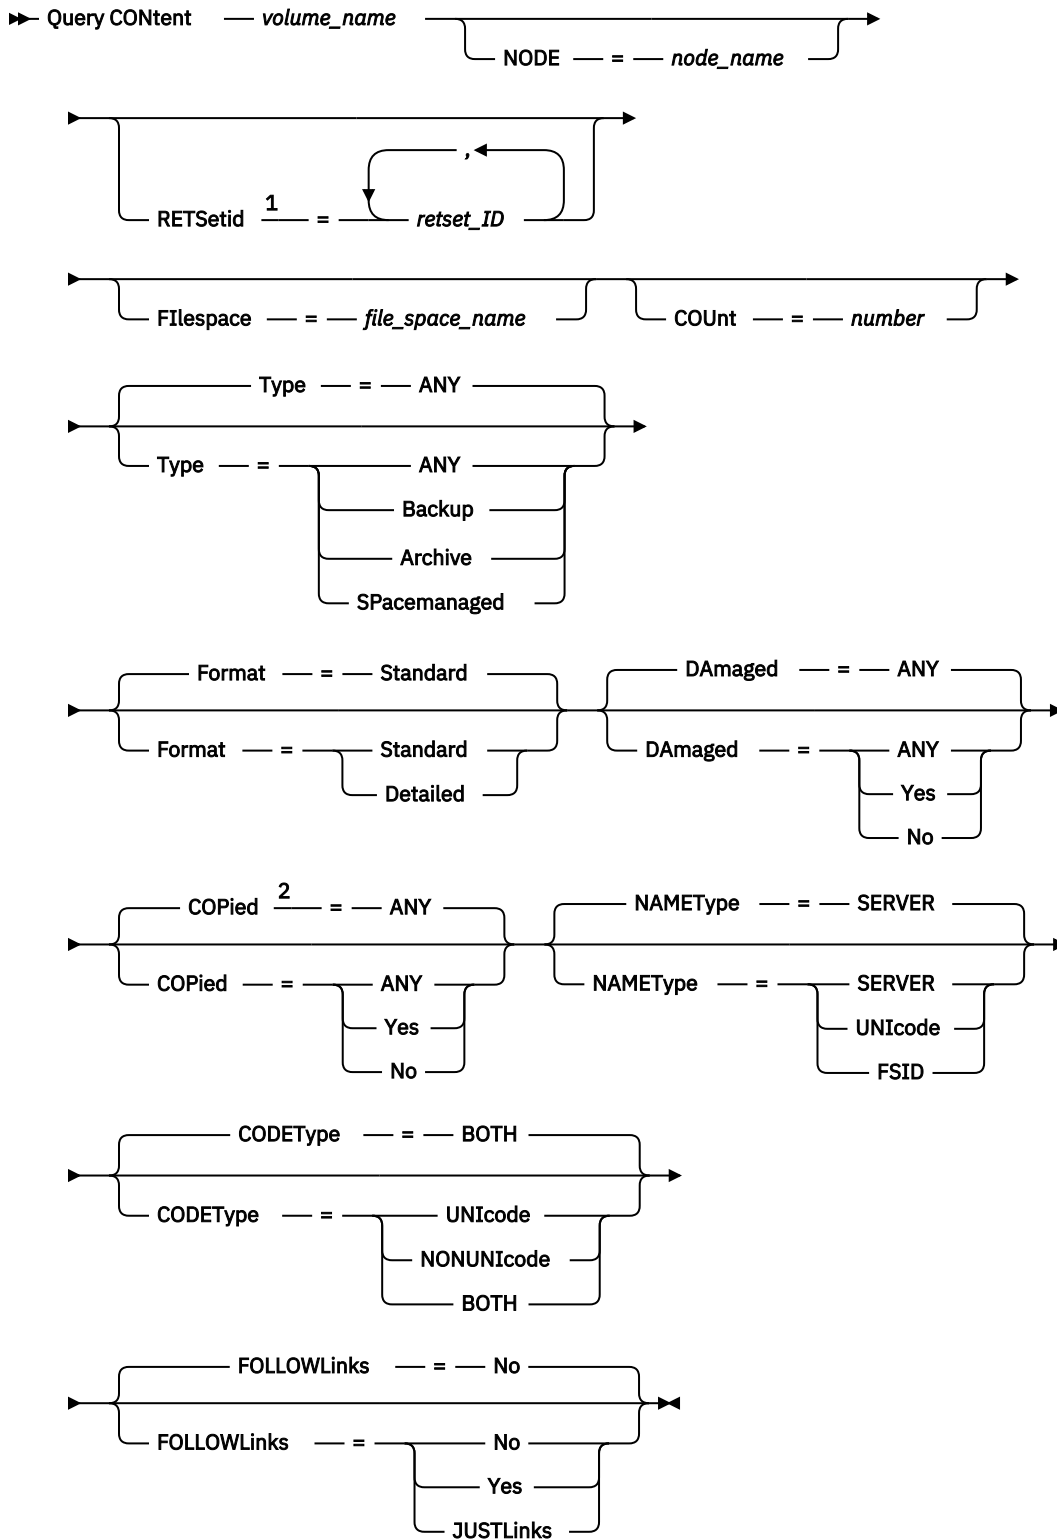 Query CONtent volume_name
NODE = node_name
,
RETSetid 1 = retset_ID
FIlespace = file_space_name COUnt = number
Type = ANY
Type = ANY
Backup
Archive
SPacemanaged
Format = Standard DAmaged = ANY
Format = Standard DAmaged = ANY
Detailed Yes
No
COPied 2 = ANY NAMEType = SERVER
COPied = ANY NAMEType = SERVER
Yes UNIcode
No FSID
CODEType = BOTH
CODEType = UNIcode
NONUNIcode
BOTH
FOLLOWLinks = No
FOLLOWLinks = No
Yes
JUSTLinks